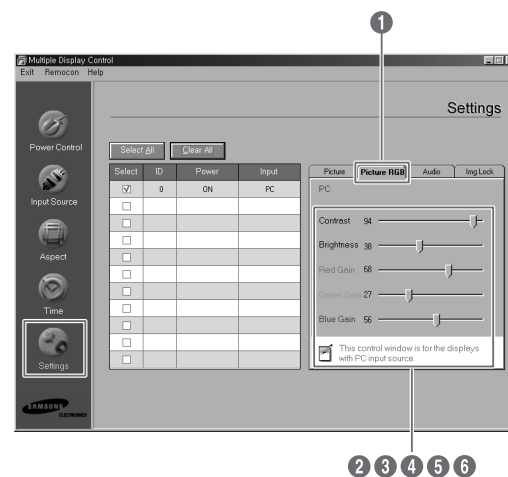 1
Multiple Display Control
Exit Remocon Help
Settings
Power Control
Input Source
Aspect
Time
Settings
SAMSUNG
ELECTRONICS
Select All Clear All
Select ID Power Input
0 ON PC
Picture Picture RGB Audio Img Lock
PC
Contrast 94
Brightness 38
Red Gain 68
Green Gain 27
Blue Gain 56
This control window is for the displays
with PC input source.
2 3 4 5 6